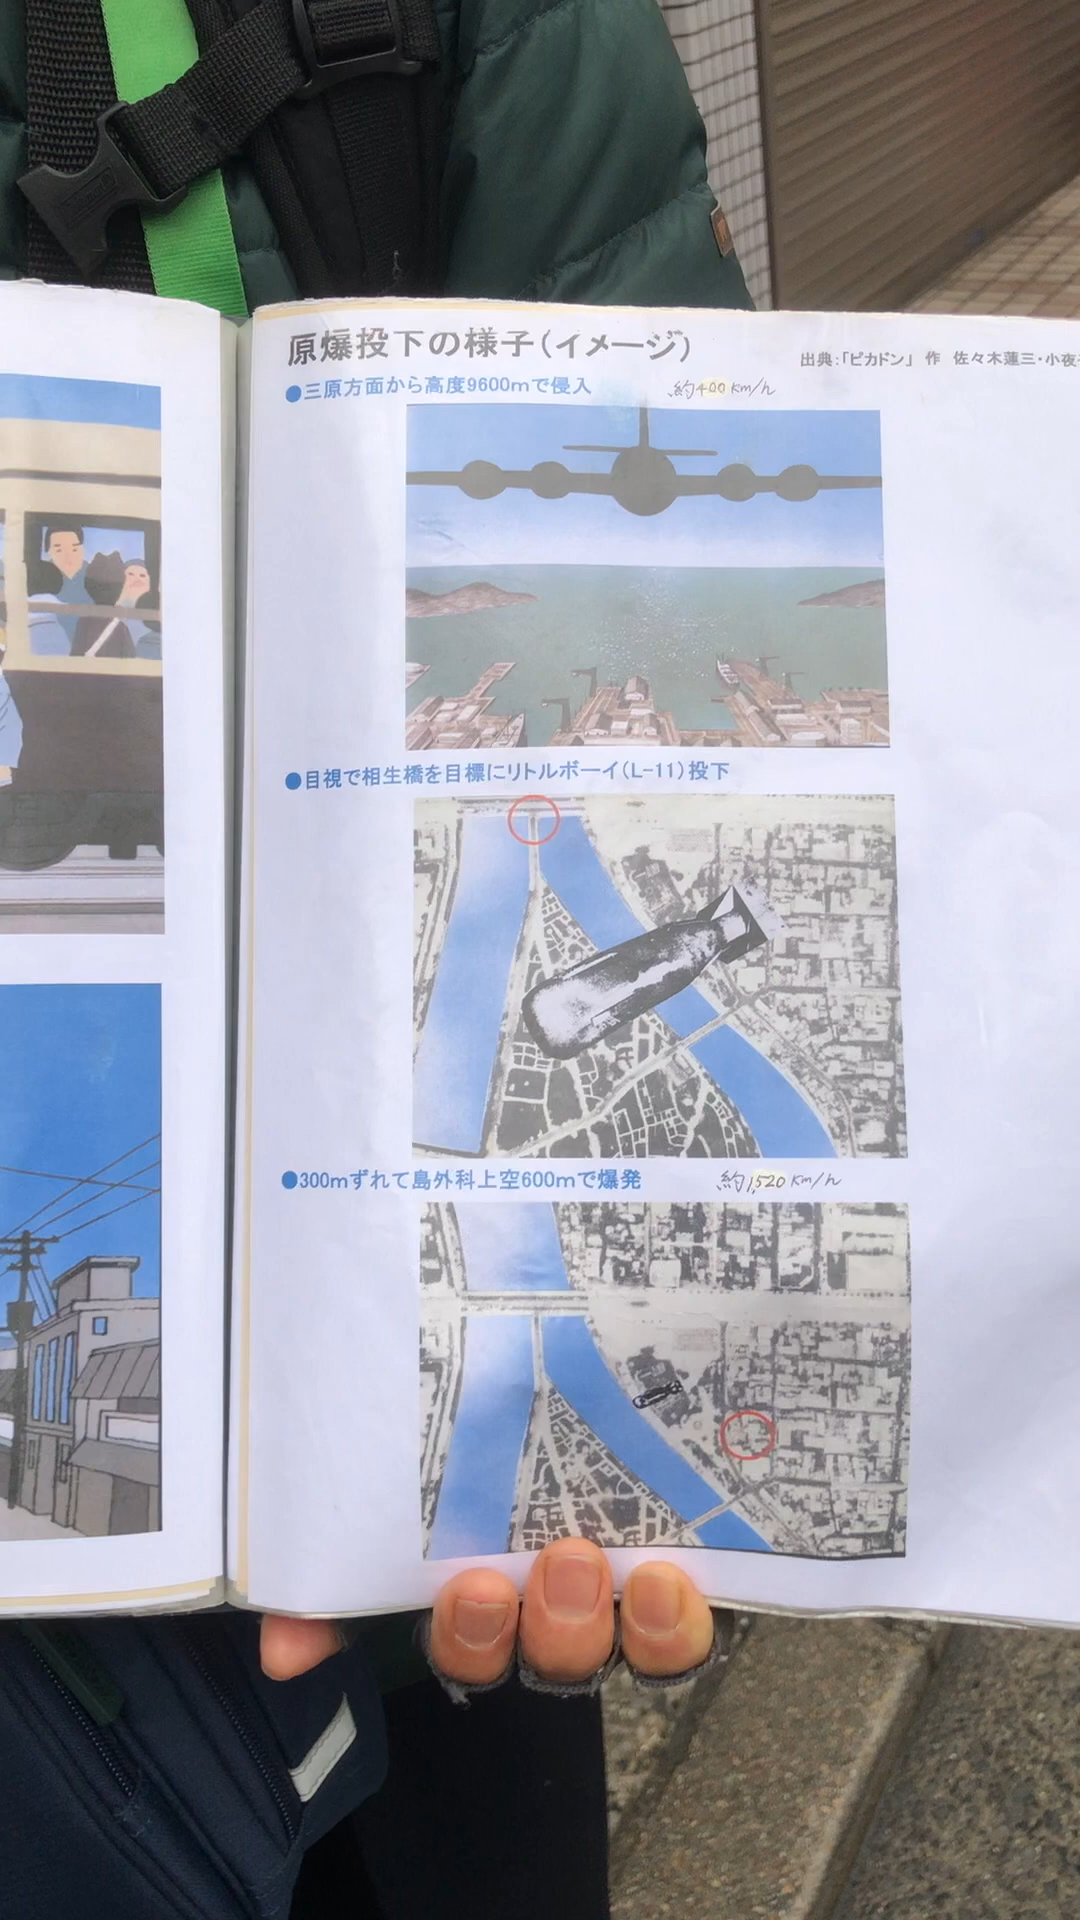 原爆投下の様子(イメージ)
出典:「ピカドン」 作 佐々木蓮三・小夜
●三原方面から高度9600mで侵入
約400km/h
●目視で相生橋を目標にリトルボーイ(L-11)投下
●300mずれて島外科上空600mで爆発
約1,520km/h